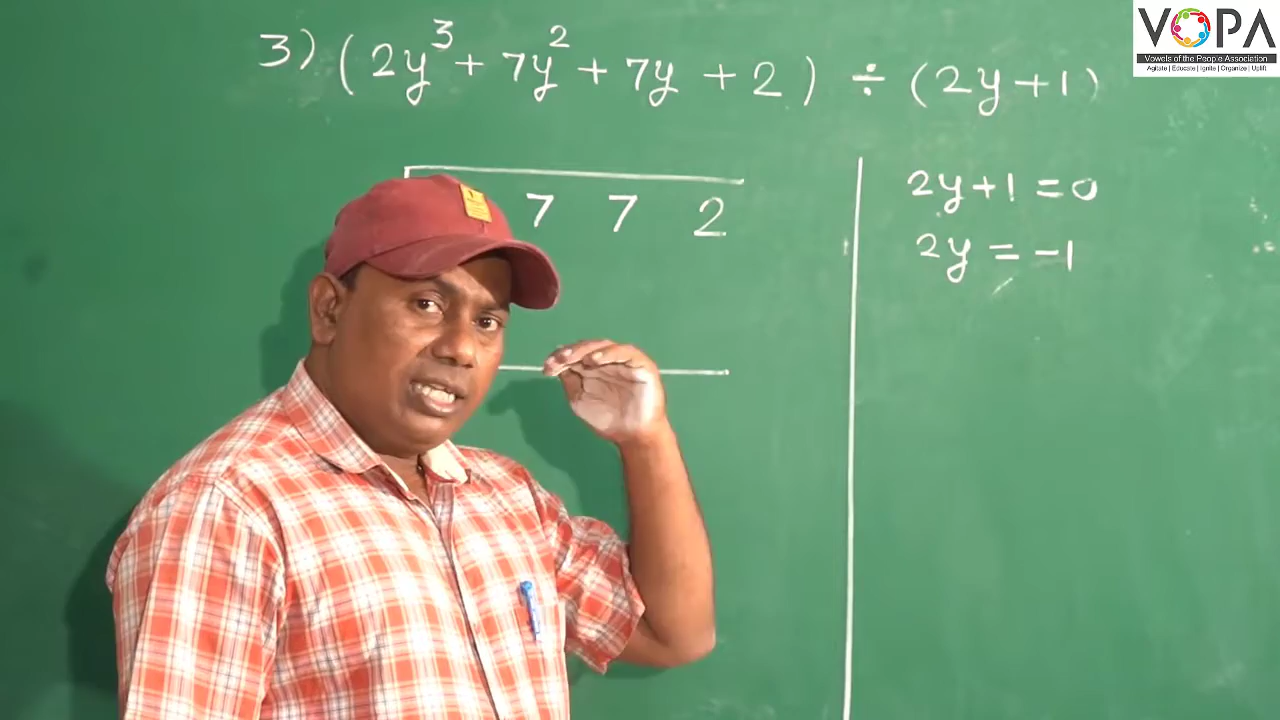 VOPA
Vowels of the People Association
Agitate | Educate | Ignite | Organize | Uplift
3) (2y³ + 7y² + 7y + 2) ÷ (2y+1)
7 7 2
2y+1 = 0
2y = -1